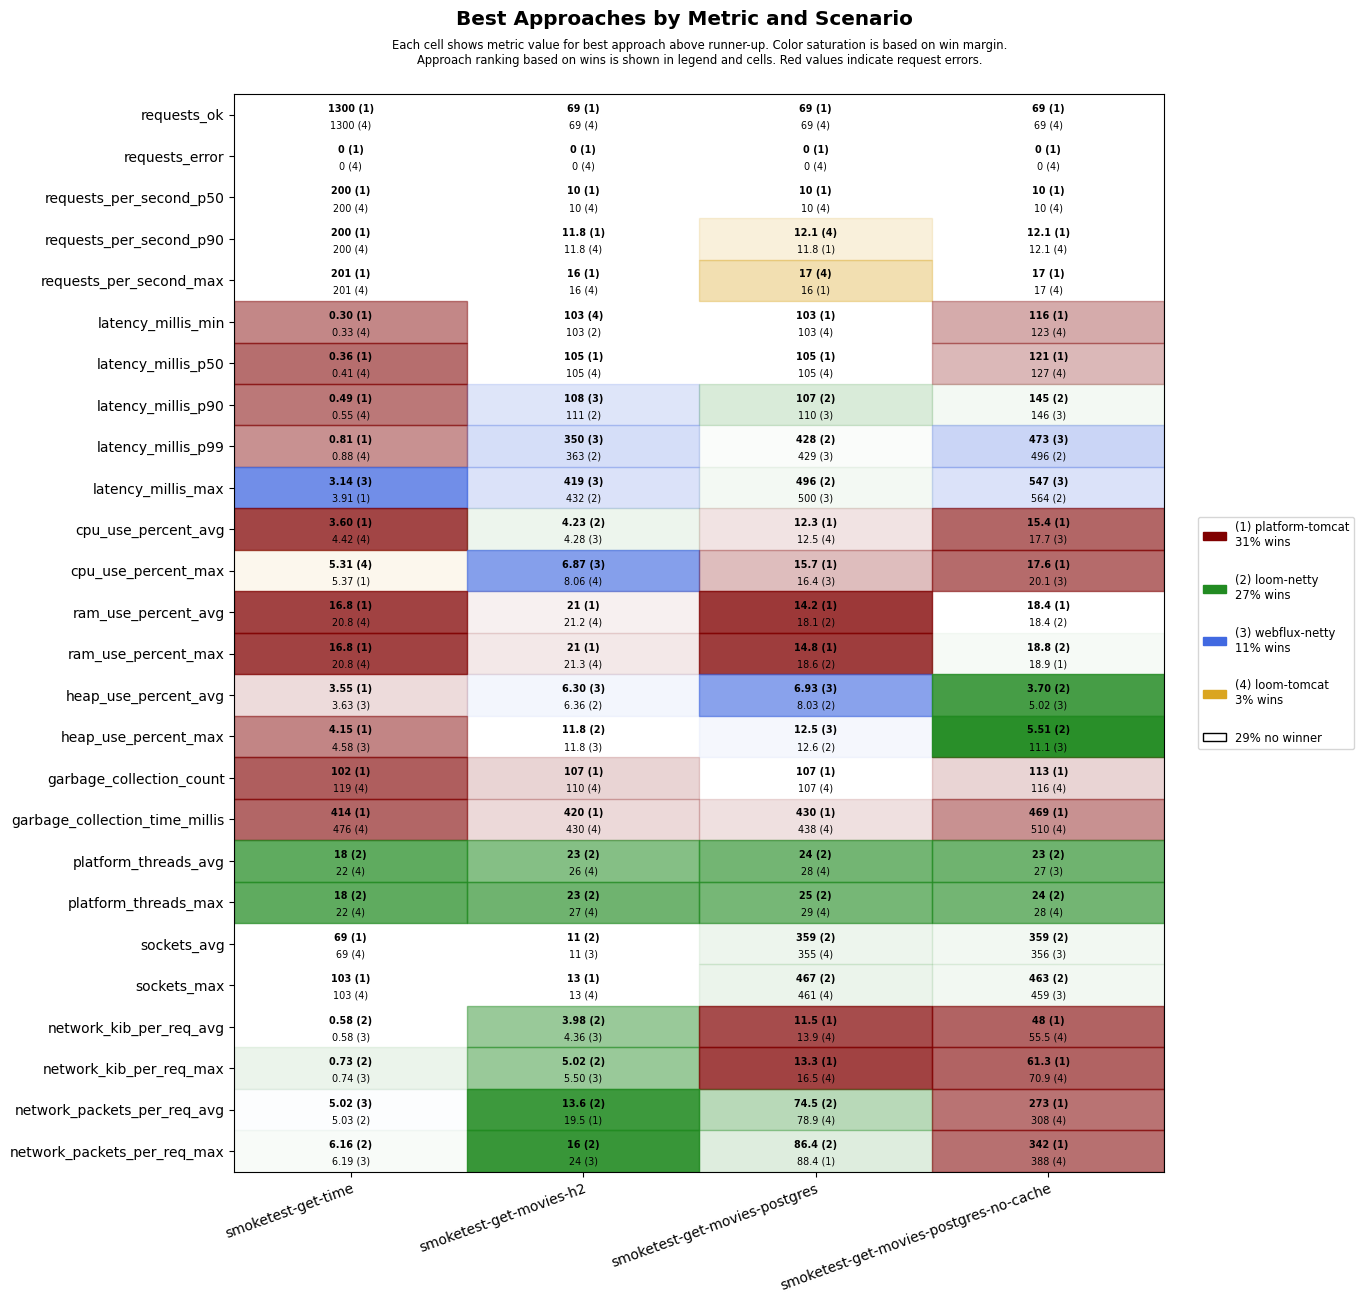 Best Approaches by Metric and Scenario
Each cell shows metric value for best approach above runner-up. Color saturation is based on win margin.
Approach ranking based on wins is shown in legend and cells. Red values indicate request errors.
requests_ok
1300 (1) 69 (1) 69 (1) 69 (1)
1300 (4) 69 (4) 69 (4) 69 (4)
requests_error
0 (1) 0 (1) 0 (1) 0 (1)
0 (4) 0 (4) 0 (4) 0 (4)
requests_per_second_p50
200 (1) 10 (1) 10 (1) 10 (1)
200 (4) 10 (4) 10 (4) 10 (4)
requests_per_second_p90
200 (1) 11.8 (1) 12.1 (4) 12.1 (1)
200 (4) 11.8 (4) 11.8 (1) 12.1 (4)
requests_per_second_max
201 (1) 16 (1) 17 (4) 17 (1)
201 (4) 16 (4) 16 (1) 17 (4)
latency_millis_min
0.30 (1) 103 (4) 103 (1) 116 (1)
0.33 (4) 103 (2) 103 (4) 123 (4)
latency_millis_p50
0.36 (1) 105 (1) 105 (1) 121 (1)
0.41 (4) 105 (4) 105 (4) 127 (4)
latency_millis_p90
0.49 (1) 108 (3) 107 (2) 145 (2)
0.55 (4) 111 (2) 110 (3) 146 (3)
latency_millis_p99
0.81 (1) 350 (3) 428 (2) 473 (3)
0.88 (4) 363 (2) 429 (3) 496 (2)
latency_millis_max
3.14 (3) 419 (3) 496 (2) 547 (3)
3.91 (1) 432 (2) 500 (3) 564 (2)
cpu_use_percent_avg
3.60 (1) 4.23 (2) 12.3 (1) 15.4 (1)
4.42 (4) 4.28 (3) 12.5 (4) 17.7 (3)
cpu_use_percent_max
5.31 (4) 6.87 (3) 15.7 (1) 17.6 (1)
5.37 (1) 8.06 (4) 16.4 (3) 20.1 (3)
ram_use_percent_avg
16.8 (1) 21 (1) 14.2 (1) 18.4 (1)
20.8 (4) 21.2 (4) 18.1 (2) 18.4 (2)
ram_use_percent_max
16.8 (1) 21 (1) 14.8 (1) 18.8 (2)
20.8 (4) 21.3 (4) 18.6 (2) 18.9 (1)
heap_use_percent_avg
3.55 (1) 6.30 (3) 6.93 (3) 3.70 (2)
3.63 (3) 6.36 (2) 8.03 (2) 5.02 (3)
heap_use_percent_max
4.15 (1) 11.8 (2) 12.5 (3) 5.51 (2)
4.58 (3) 11.8 (3) 12.6 (2) 11.1 (3)
garbage_collection_count
102 (1) 107 (1) 107 (1) 113 (1)
119 (4) 110 (4) 107 (4) 116 (4)
garbage_collection_time_millis
414 (1) 420 (1) 430 (1) 469 (1)
476 (4) 430 (4) 438 (4) 510 (4)
platform_threads_avg
18 (2) 23 (2) 24 (2) 23 (2)
22 (4) 26 (4) 28 (4) 27 (3)
platform_threads_max
18 (2) 23 (2) 25 (2) 24 (2)
22 (4) 27 (4) 29 (4) 28 (4)
sockets_avg
69 (1) 11 (2) 359 (2) 359 (2)
69 (4) 11 (3) 355 (4) 356 (3)
sockets_max
103 (1) 13 (1) 467 (2) 463 (2)
103 (4) 13 (4) 461 (4) 459 (3)
network_kib_per_req_avg
0.58 (2) 3.98 (2) 11.5 (1) 48 (1)
0.58 (3) 4.36 (3) 13.9 (4) 55.5 (4)
network_kib_per_req_max
0.73 (2) 5.02 (2) 13.3 (1) 61.3 (1)
0.74 (3) 5.50 (3) 16.5 (4) 70.9 (4)
network_packets_per_req_avg
5.02 (3) 13.6 (2) 74.5 (2) 273 (1)
5.03 (2) 19.5 (1) 78.9 (4) 308 (4)
network_packets_per_req_max
6.16 (2) 16 (2) 86.4 (2) 342 (1)
6.19 (3) 24 (3) 88.4 (1) 388 (4)
smoketest-get-time
smoketest-get-movies-h2
smoketest-get-movies-postgres
smoketest-get-movies-postgres-no-cache
(1) platform-tomcat
31% wins
(2) loom-netty
27% wins
(3) webflux-netty
11% wins
(4) loom-tomcat
3% wins
29% no winner